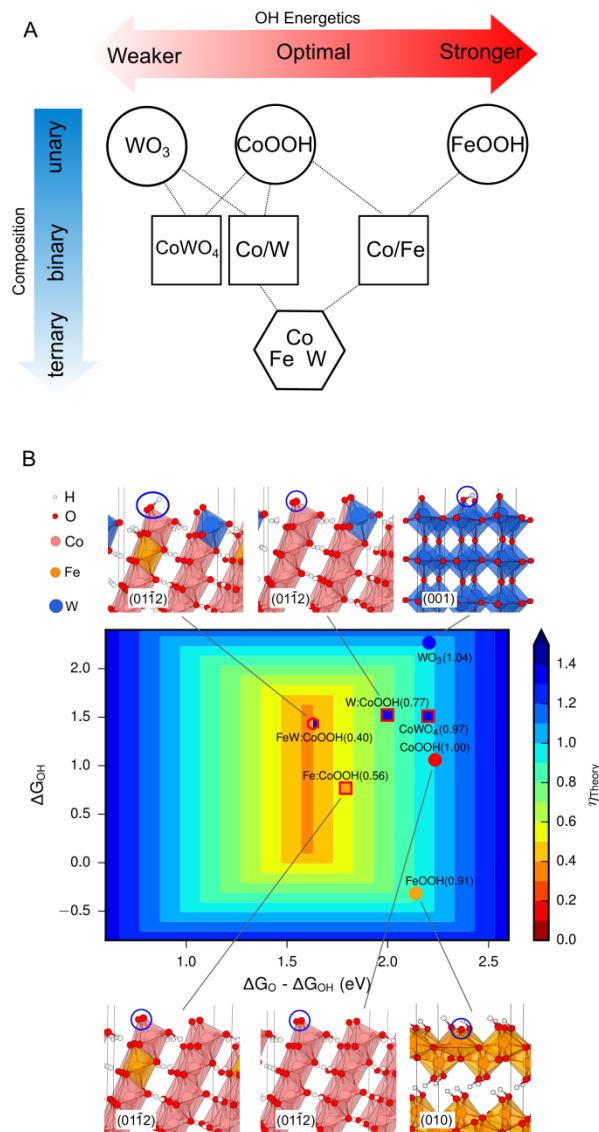 A
OH Energetics
Weaker Optimal Stronger
Composition
unary
binary
ternary
WO₃
CoOOH
FeOOH
CoWO₄
Co/W
Co/Fe
Co
Fe W
B
H
O
Co
Fe
W
(011̄2)
(011̄2)
(001)
2.0
1.5
1.0
0.5
0.0
−0.5
ΔG_OH
WO₃(1.04)
W:CoOOH(0.77)
CoWO₄(0.97)
FeW:CoOOH(0.40)
CoOOH(1.00)
Fe:CoOOH(0.56)
FeOOH(0.91)
1.0 1.5 2.0 2.5
ΔG_O - ΔG_OH (eV)
1.4
1.2
1.0
0.8
0.6
0.4
0.2
0.0
η_Theory
(011̄2)
(011̄2)
(010)